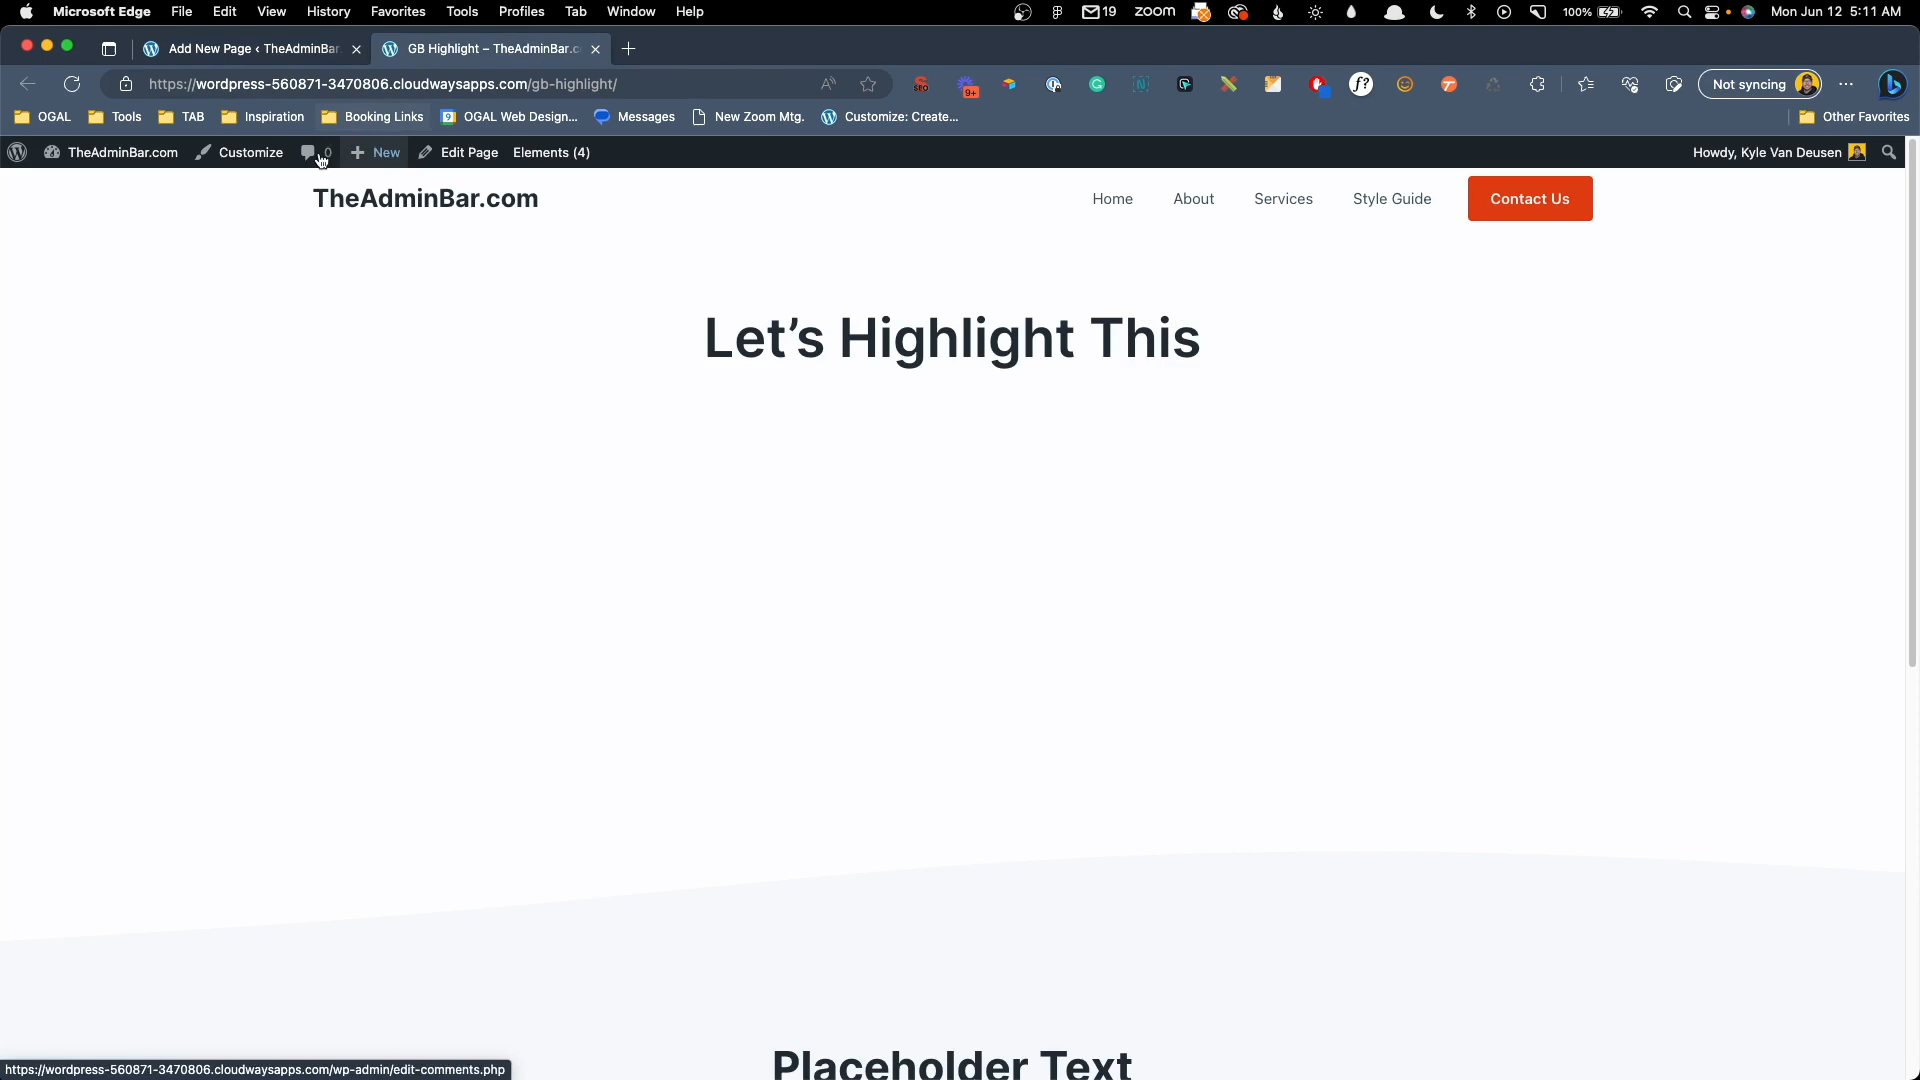 Microsoft Edge File Edit View History Favorites Tools Profiles Tab Window Help 19 zoom 100% Mon Jun 12 5:11 AM
Add New Page ‹ TheAdminBar. GB Highlight – TheAdminBar.c
https://wordpress-560871-3470806.cloudwaysapps.com/gb-highlight/ SEO 9+ f? Not syncing
OGAL Tools TAB Inspiration Booking Links 9 OGAL Web Design... Messages New Zoom Mtg. Customize: Create... Other Favorites
TheAdminBar.com Customize 0 New Edit Page Elements (4) Howdy, Kyle Van Deusen
TheAdminBar.com Home About Services Style Guide Contact Us
Let’s Highlight This
Placeholder Text
https://wordpress-560871-3470806.cloudwaysapps.com/wp-admin/edit-comments.php